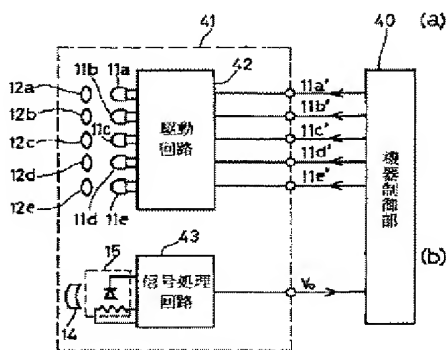 41
40
(a)
42
11a
11b
12a
12b
12c
12d
12e
11c
11d
11e
駆動
回路
11a'
11b'
11c'
11d'
11e'
機器制御部
(b)
43
15
14
信号処理
回路
Vo